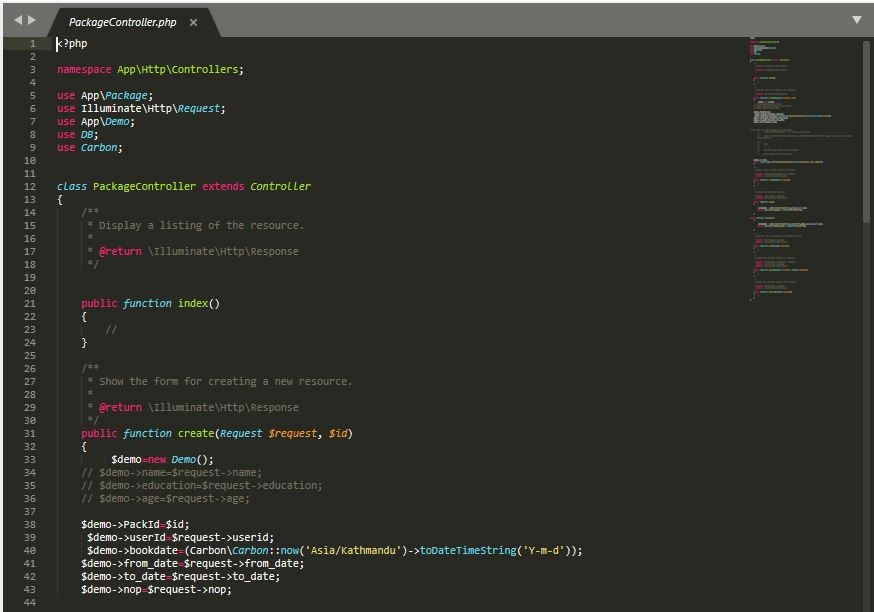 PackageController.php ×
1 <?php
2
3 namespace App\Http\Controllers;
4
5 use App\Package;
6 use Illuminate\Http\Request;
7 use App\Demo;
8 use DB;
9 use Carbon;
10
11
12 class PackageController extends Controller
13 {
14 /**
15 * Display a listing of the resource.
16 *
17 * @return \Illuminate\Http\Response
18 */
19
20
21 public function index()
22 {
23 //
24 }
25
26 /**
27 * Show the form for creating a new resource.
28 *
29 * @return \Illuminate\Http\Response
30 */
31 public function create(Request $request, $id)
32 {
33 $demo=new Demo();
34 // $demo->name=$request->name;
35 // $demo->education=$request->education;
36 // $demo->age=$request->age;
37
38 $demo->PackId=$id;
39 $demo->userId=$request->userid;
40 $demo->bookdate=(Carbon\Carbon::now('Asia/Kathmandu')->toDateTimeString('Y-m-d'));
41 $demo->from_date=$request->from_date;
42 $demo->to_date=$request->to_date;
43 $demo->nop=$request->nop;
44